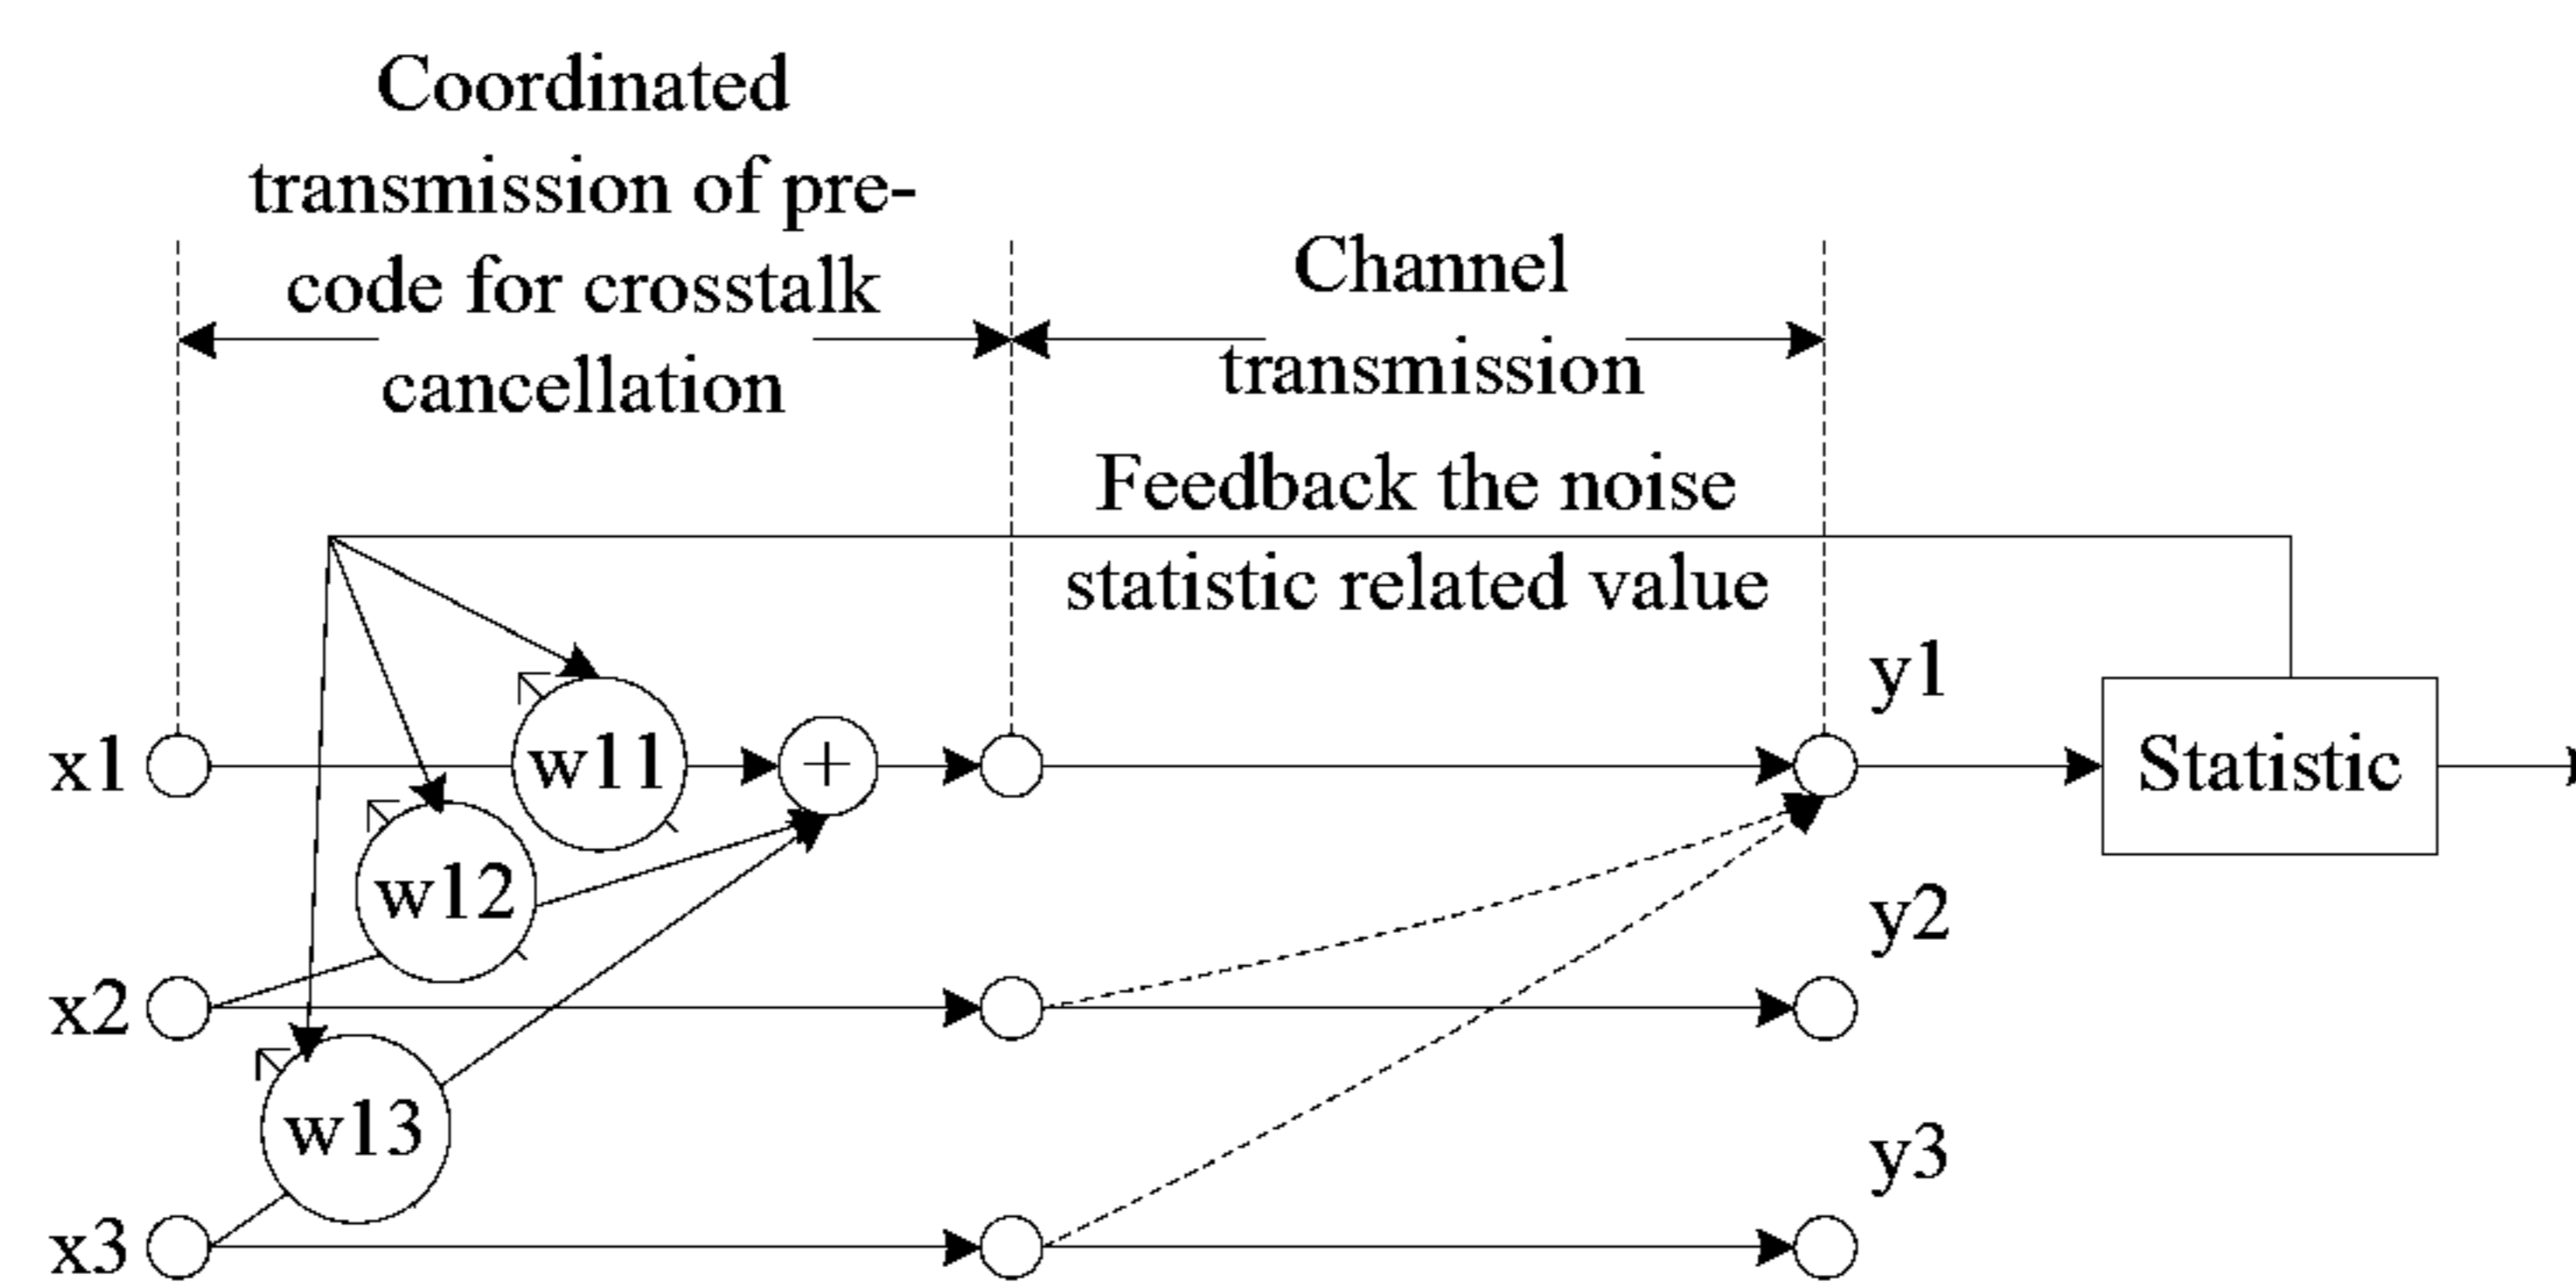 Coordinated
transmission of pre-
code for crosstalk
cancellation
Channel
transmission
Feedback the noise
statistic related value
y1
x1
w11
+
Statistic
w12
y2
x2
w13
y3
x3